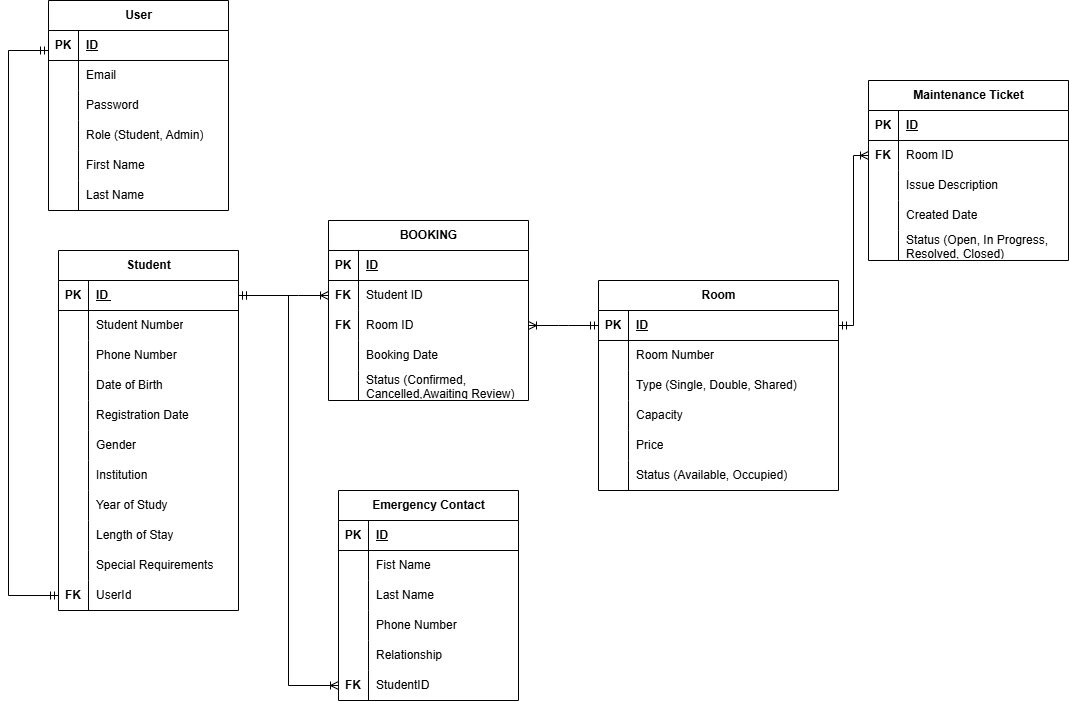 User
PK ID
Email
Password
Role (Student, Admin)
First Name
Last Name
Student
PK ID
Student Number
Phone Number
Date of Birth
Registration Date
Gender
Institution
Year of Study
Length of Stay
Special Requirements
FK UserId
BOOKING
PK ID
FK Student ID
FK Room ID
Booking Date
Status (Confirmed,
Cancelled,Awaiting Review)
Emergency Contact
PK ID
Fist Name
Last Name
Phone Number
Relationship
FK StudentID
Room
PK ID
Room Number
Type (Single, Double, Shared)
Capacity
Price
Status (Available, Occupied)
Maintenance Ticket
PK ID
FK Room ID
Issue Description
Created Date
Status (Open, In Progress,
Resolved, Closed)